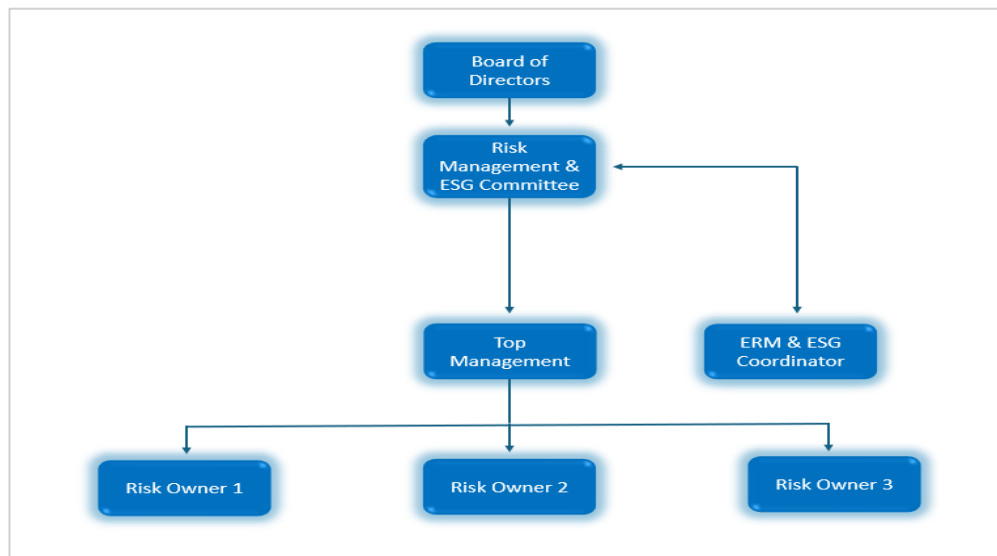 Board of
Directors
Risk
Management &
ESG Committee
Top
Management
ERM & ESG
Coordinator
Risk Owner 1
Risk Owner 2
Risk Owner 3